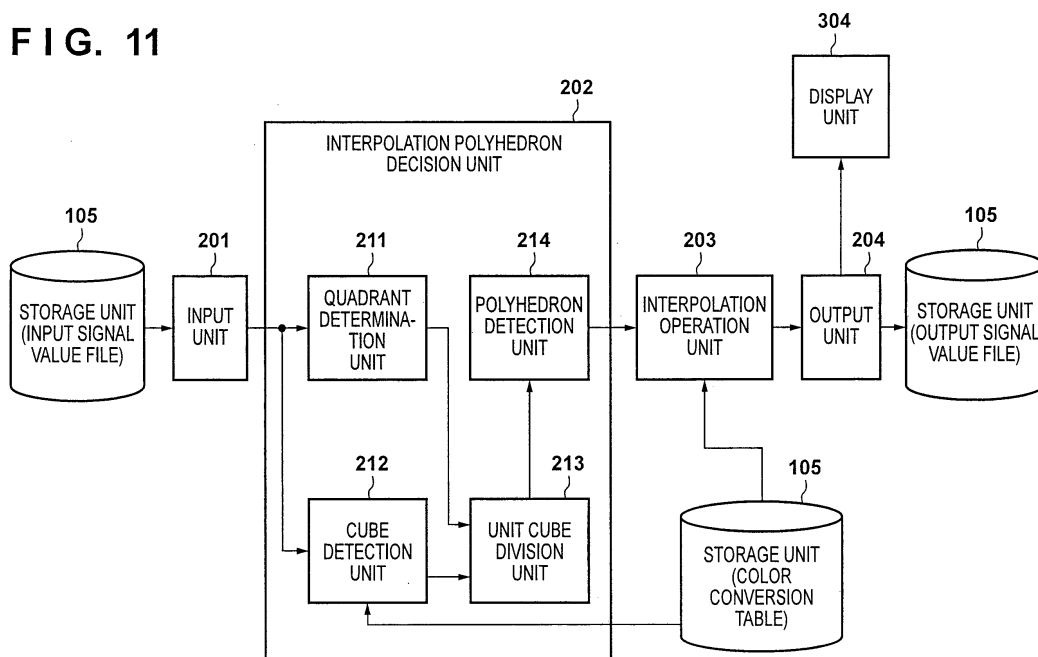 FIG. 11
304
DISPLAY
UNIT
202
INTERPOLATION POLYHEDRON
DECISION UNIT
105
STORAGE UNIT
(INPUT SIGNAL
VALUE FILE)
201
INPUT
UNIT
211
QUADRANT
DETERMINA-
TION
UNIT
214
POLYHEDRON
DETECTION
UNIT
203
INTERPOLATION
OPERATION
UNIT
204
OUTPUT
UNIT
105
STORAGE UNIT
(OUTPUT SIGNAL
VALUE FILE)
212
CUBE
DETECTION
UNIT
213
UNIT CUBE
DIVISION
UNIT
105
STORAGE UNIT
(COLOR
CONVERSION
TABLE)